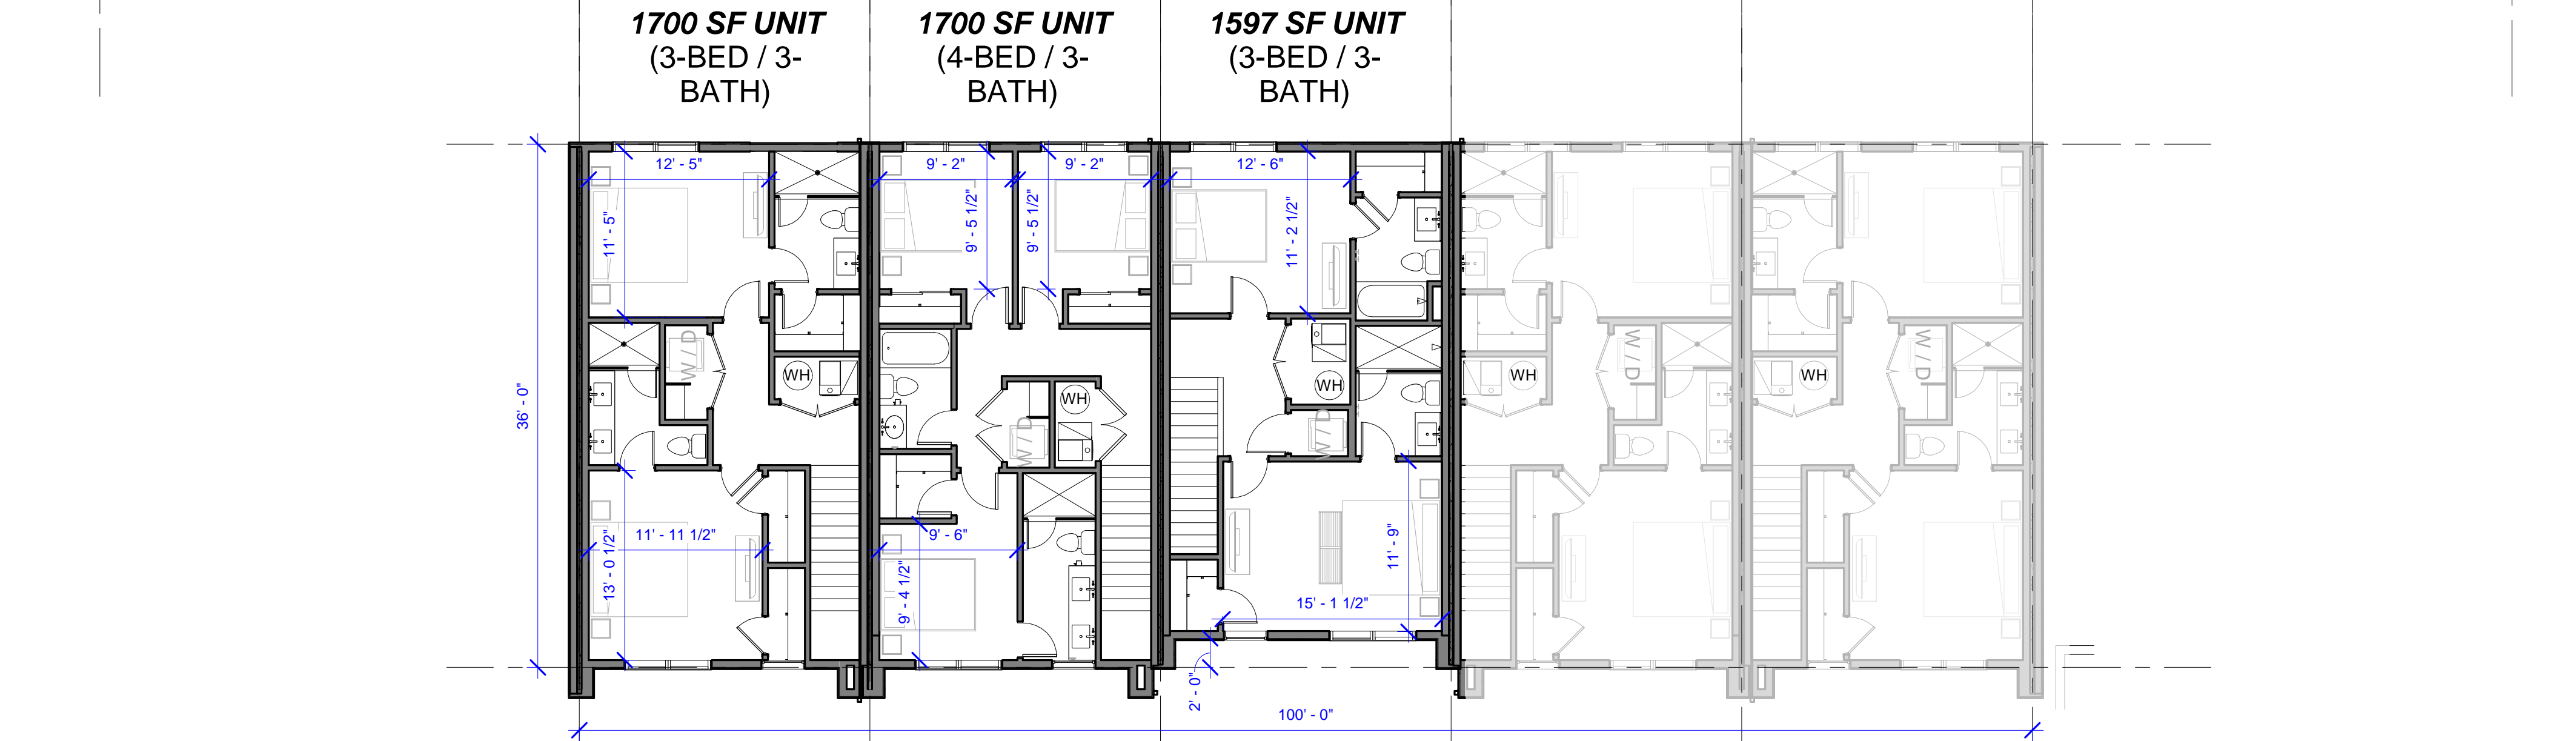 1700 SF UNIT
(3-BED / 3-
BATH)
1700 SF UNIT
(4-BED / 3-
BATH)
1597 SF UNIT
(3-BED / 3-
BATH)
12' - 5"
9' - 2"
9' - 2"
12' - 6"
11' - 5"
9' - 5 1/2"
9' - 5 1/2"
11' - 2 1/2"
36' - 0"
W / D
WH
WH
W / D
WH
W / D
WH
W / D
WH
W / D
11' - 11 1/2"
13' - 0 1/2"
9' - 6"
9' - 4 1/2"
11' - 9"
15' - 1 1/2"
2' - 0"
100' - 0"